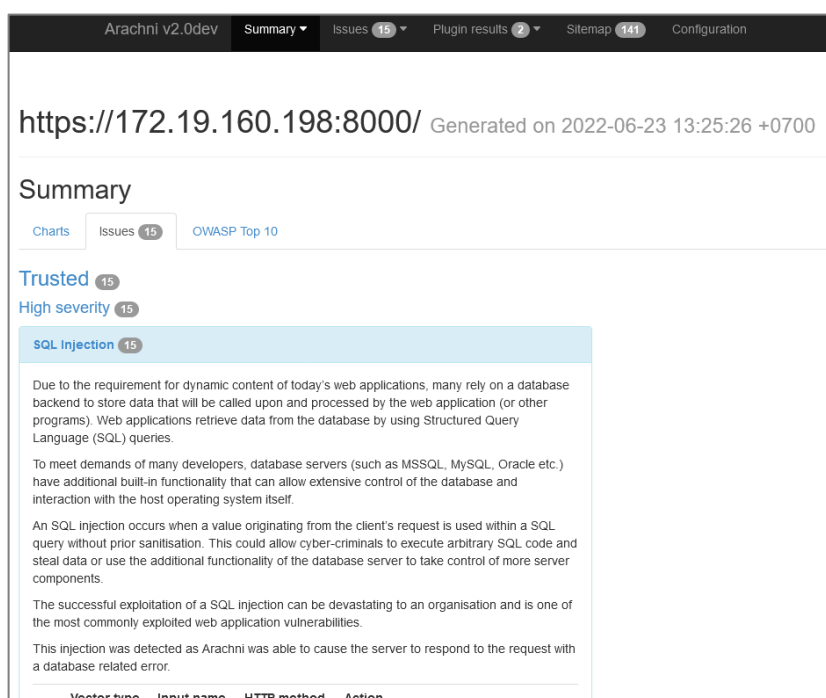 Arachni v2.0dev Summary Issues 15 Plugin results 2 Sitemap 141 Configuration
https://172.19.160.198:8000/ Generated on 2022-06-23 13:25:26 +0700
Summary
Charts Issues 15 OWASP Top 10
Trusted 15
High severity 15
SQL Injection 15
Due to the requirement for dynamic content of today's web applications, many rely on a database
backend to store data that will be called upon and processed by the web application (or other
programs). Web applications retrieve data from the database by using Structured Query
Language (SQL) queries.
To meet demands of many developers, database servers (such as MSSQL, MySQL, Oracle etc.)
have additional built-in functionality that can allow extensive control of the database and
interaction with the host operating system itself.
An SQL injection occurs when a value originating from the client's request is used within a SQL
query without prior sanitisation. This could allow cyber-criminals to execute arbitrary SQL code and
steal data or use the additional functionality of the database server to take control of more server
components.
The successful exploitation of a SQL injection can be devastating to an organisation and is one of
the most commonly exploited web application vulnerabilities.
This injection was detected as Arachni was able to cause the server to respond to the request with
a database related error.
Vector type Input name HTTP method Action